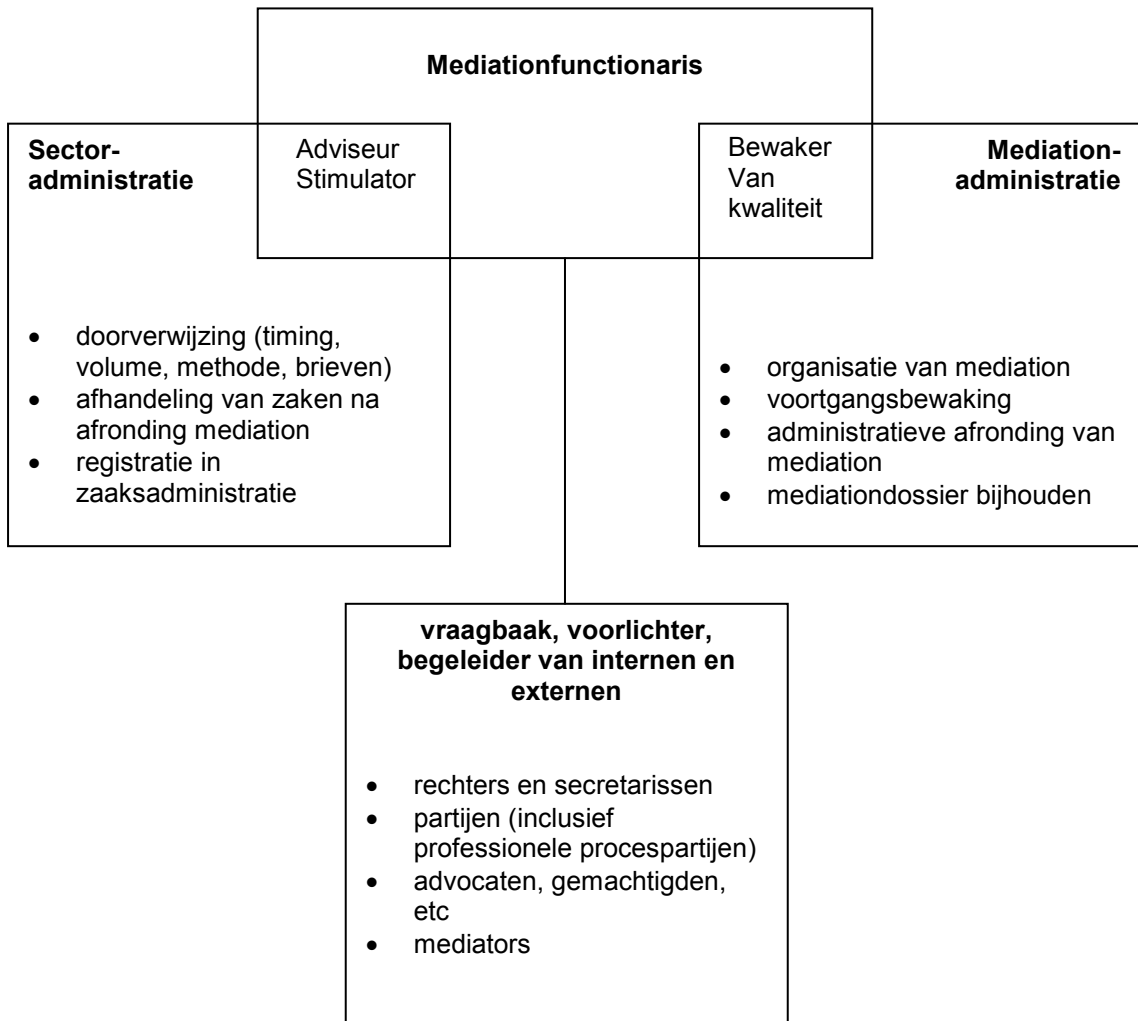 Mediationfunctionaris
Sector-
administratie
Adviseur
Stimulator
Bewaker
Van
kwaliteit
Mediation-
administratie
• doorverwijzing (timing,
volume, methode, brieven)
• afhandeling van zaken na
afronding mediation
• registratie in
zaaksadministratie
• organisatie van mediation
• voortgangsbewaking
• administratieve afronding van
mediation
• mediationdossier bijhouden
vraagbaak, voorlichter,
begeleider van internen en
externen
• rechters en secretarissen
• partijen (inclusief
professionele procespartijen)
• advocaten, gemachtigden,
etc
• mediators